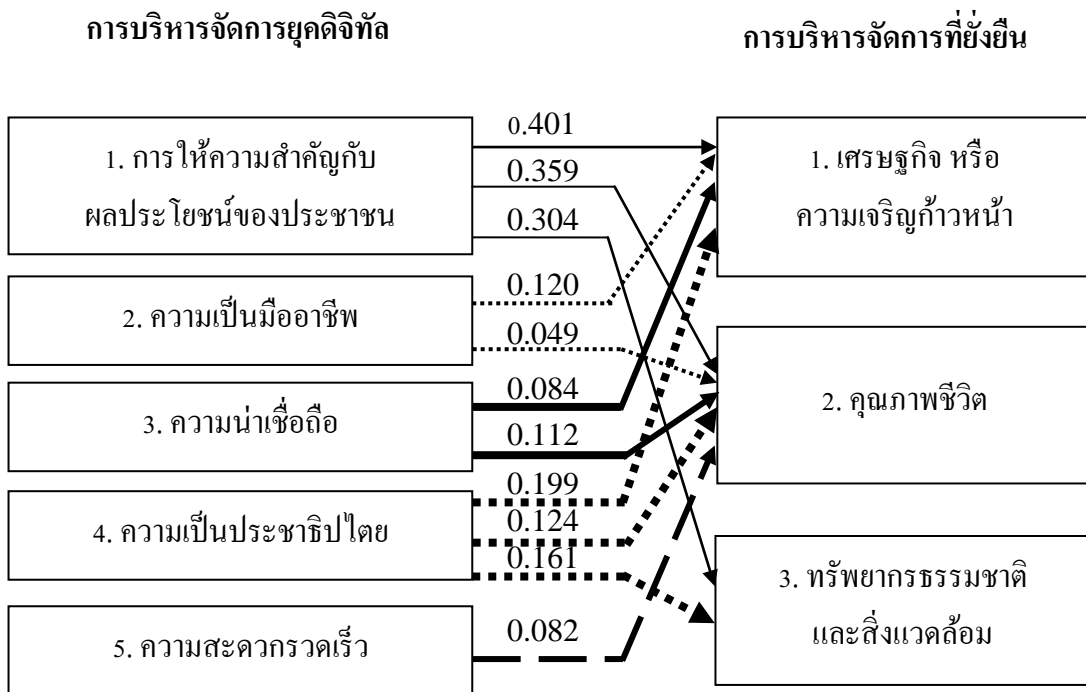 การบริหารจัดการยุคดิจิทัล
การบริหารจัดการที่ยั่งยืน
1. การให้ความสำคัญกับ
ผลประโยชน์ของประชาชน
0.401
0.359
0.304
1. เศรษฐกิจ หรือ
ความเจริญก้าวหน้า
2. ความเป็นมืออาชีพ
0.120
0.049
3. ความน่าเชื่อถือ
0.084
0.112
2. คุณภาพชีวิต
4. ความเป็นประชาธิปไตย
0.199
0.124
0.161
3. ทรัพยากรธรรมชาติ
และสิ่งแวดล้อม
5. ความสะดวกรวดเร็ว
0.082